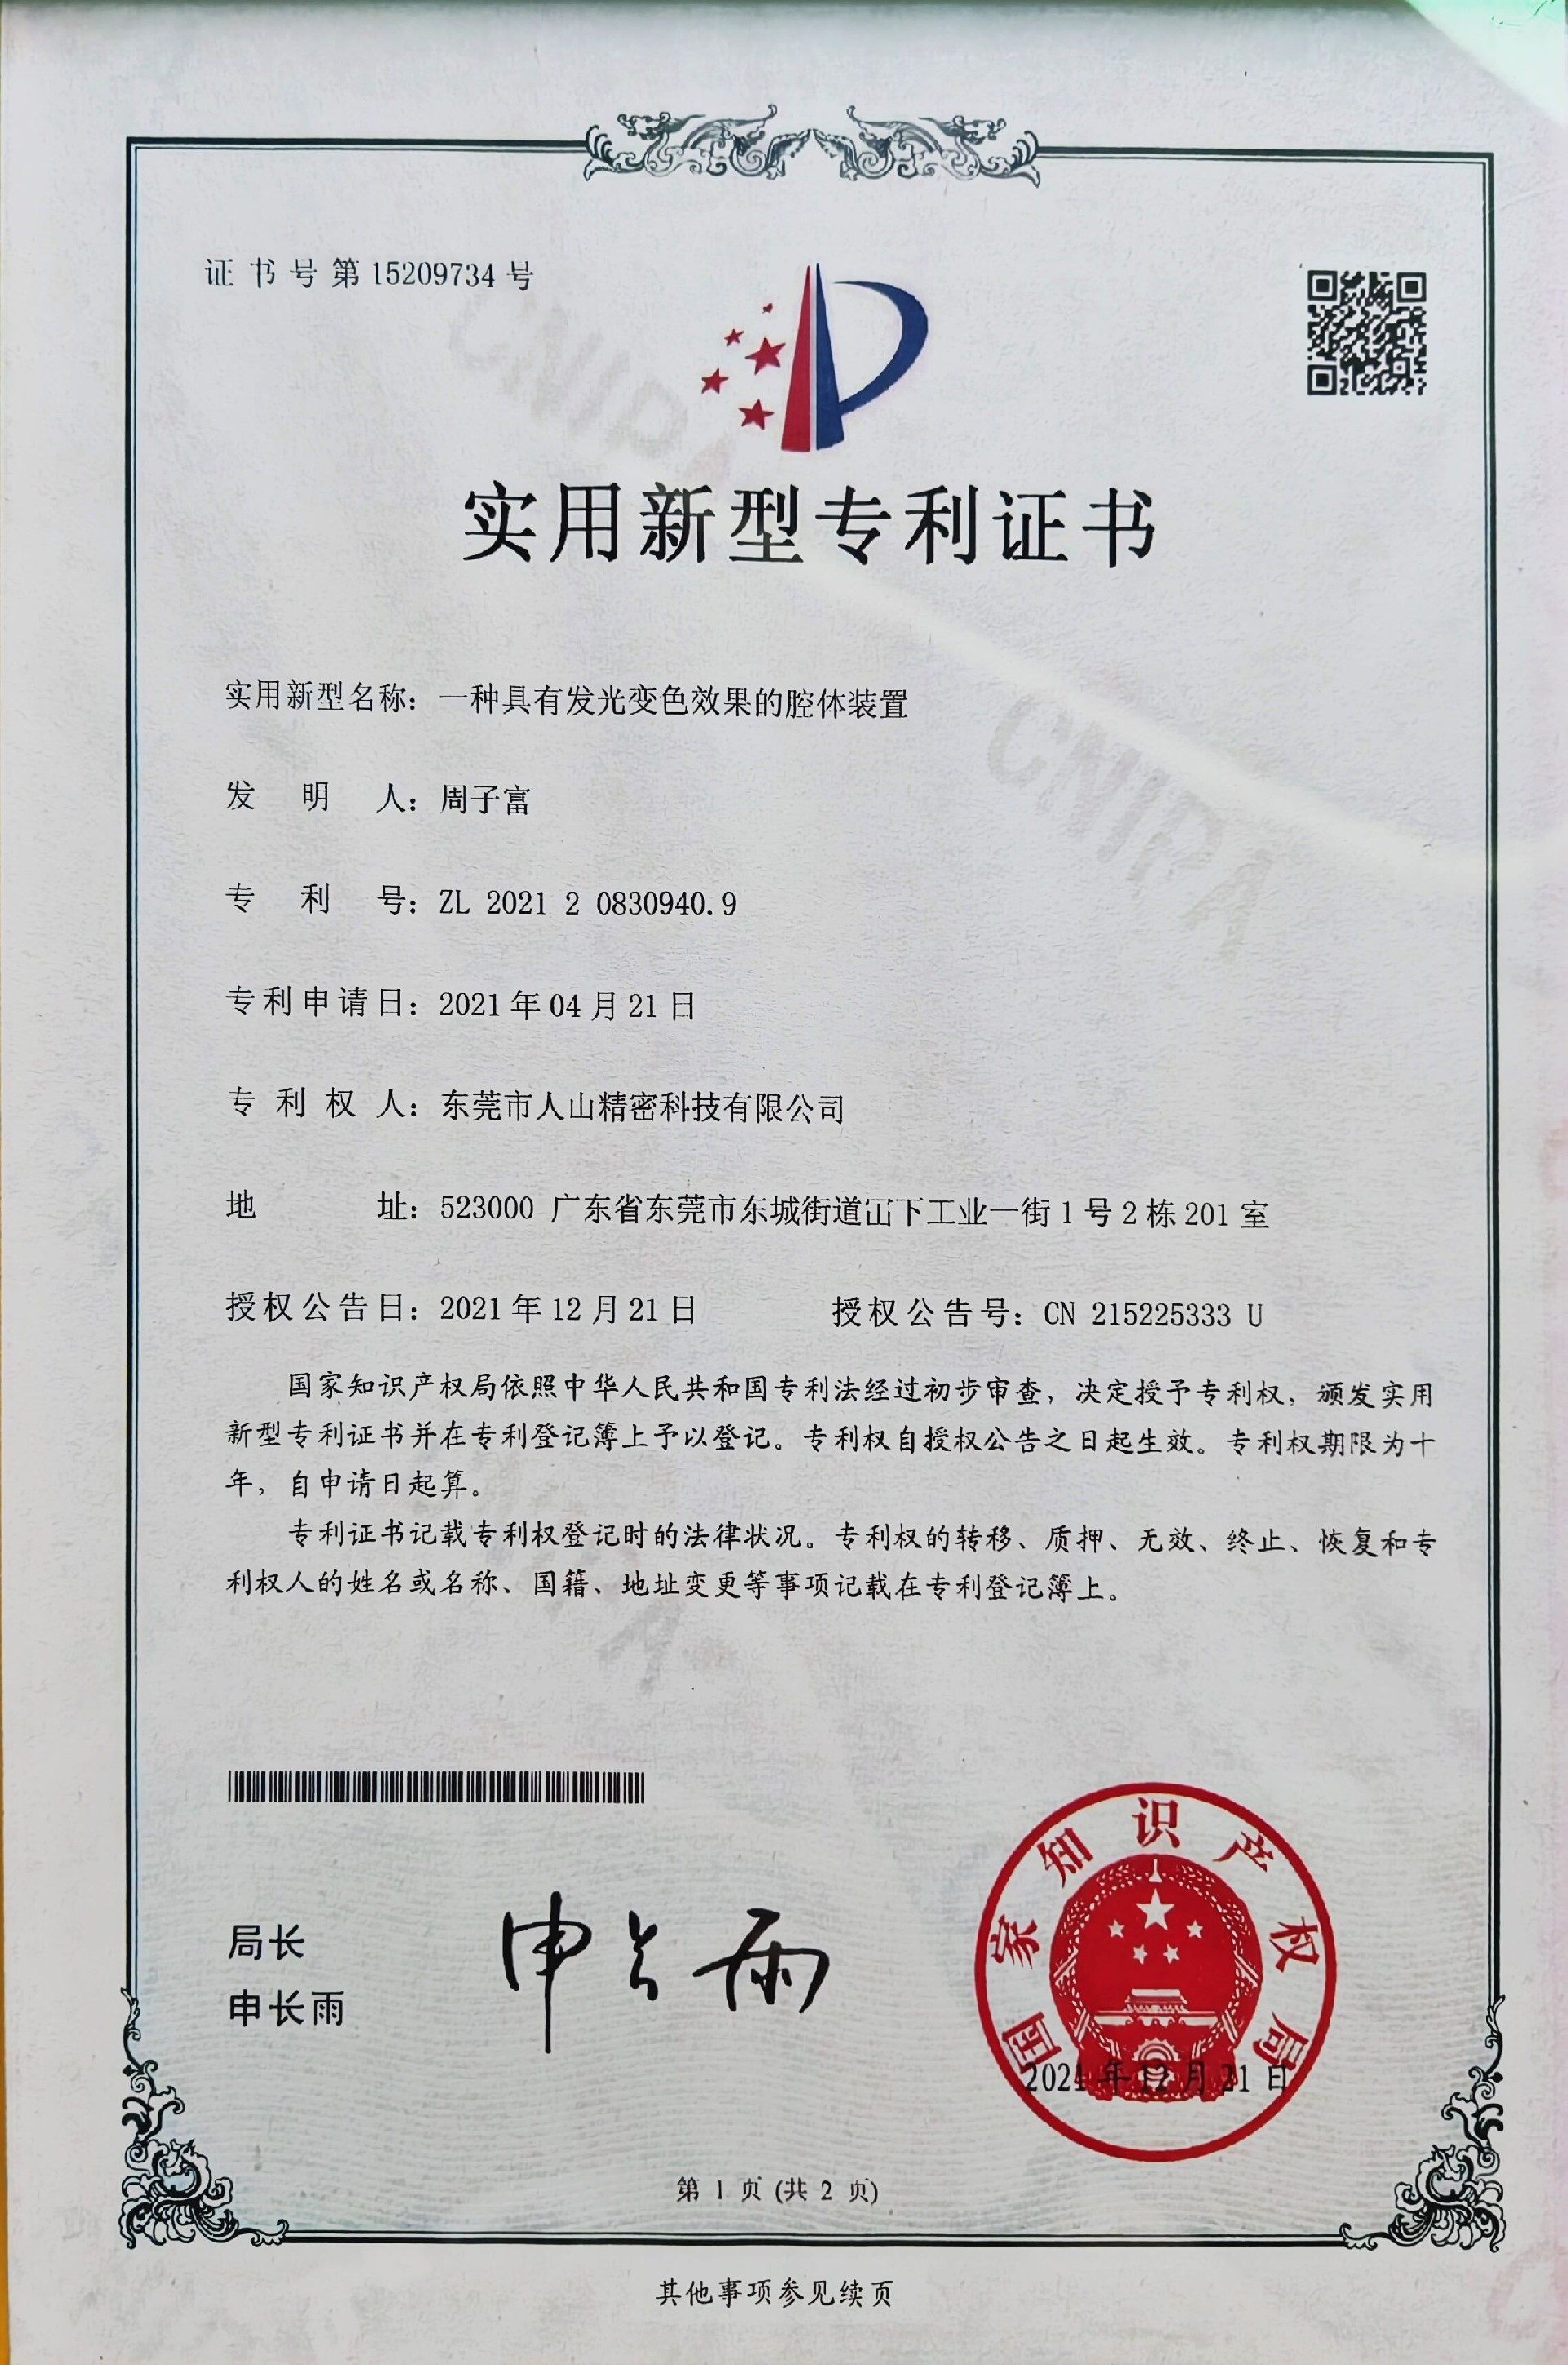 证书号第15209734号
实用新型专利证书
实用新型名称：一种具有发光变色效果的腔体装置
发明人：周子富
专利号：ZL 2021 2 0830940.9
专利申请日：2021年04月21日
专利权人：东莞市人山精密科技有限公司
地址：523000 广东省东莞市东城街道冚下工业一街1号2栋201室
授权公告日：2021年12月21日 授权公告号：CN 215225333 U
国家知识产权局依照中华人民共和国专利法经过初步审查，决定授予专利权，颁发实用
新型专利证书并在专利登记簿上予以登记。专利权自授权公告之日起生效。专利权期限为十
年，自申请日起算。
专利证书记载专利权登记时的法律状况。专利权的转移、质押、无效、终止、恢复和专
利权人的姓名或名称、国籍、地址变更等事项记载在专利登记簿上。
局长
申长雨
申长雨
国家知识产权局
2021年12月21日
第 1 页 (共 2 页)
其他事项参见续页
CNIPA
CNIPA